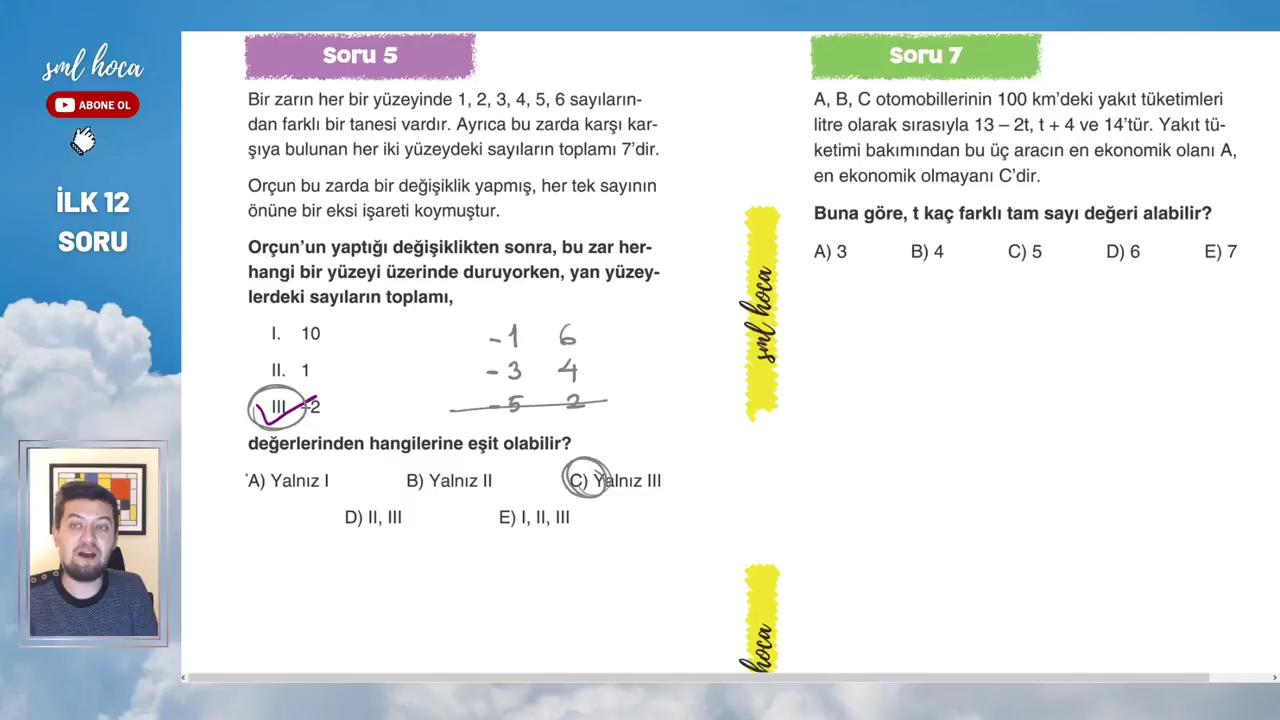 sml hoca
ABONE OL
İLK 12
SORU
Soru 5
Bir zarın her bir yüzeyinde 1, 2, 3, 4, 5, 6 sayıların-
dan farklı bir tanesi vardır. Ayrıca bu zarda karşı kar-
şıya bulunan her iki yüzeydeki sayıların toplamı 7'dir.
Orçun bu zarda bir değişiklik yapmış, her tek sayının
önüne bir eksi işareti koymuştur.
Orçun'un yaptığı değişiklikten sonra, bu zar her-
hangi bir yüzeyi üzerinde duruyorken, yan yüzey-
lerdeki sayıların toplamı,
I. 10
II. 1
III. -2
-1 6
-3 4
-5 2
değerlerinden hangilerine eşit olabilir?
A) Yalnız I B) Yalnız II C) Yalnız III
D) II, III E) I, II, III
sml hoca
hoca
Soru 7
A, B, C otomobillerinin 100 km'deki yakıt tüketimleri
litre olarak sırasıyla 13 – 2t, t + 4 ve 14'tür. Yakıt tü-
ketimi bakımından bu üç aracın en ekonomik olanı A,
en ekonomik olmayanı C'dir.
Buna göre, t kaç farklı tam sayı değeri alabilir?
A) 3 B) 4 C) 5 D) 6 E) 7